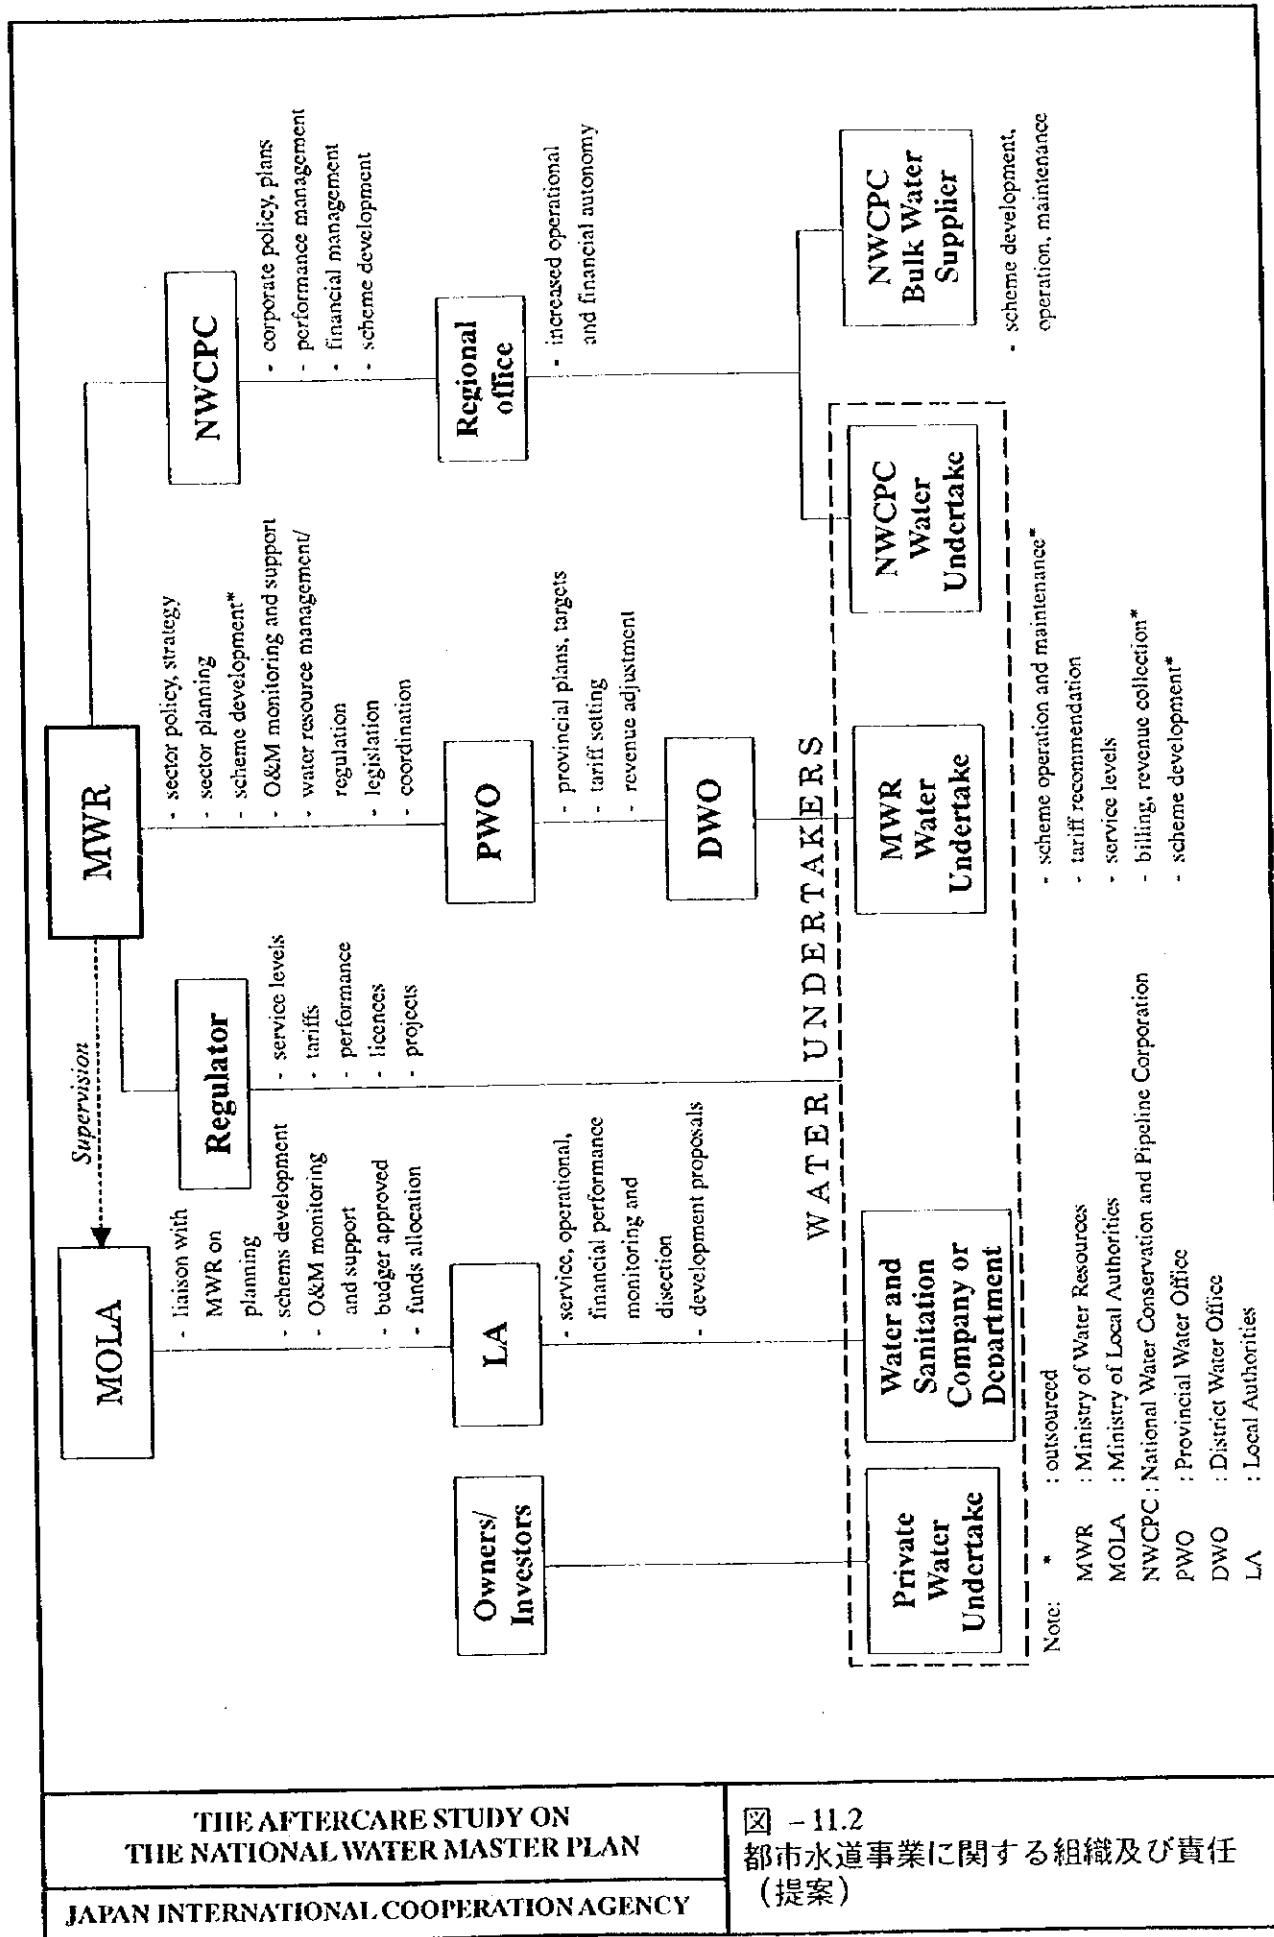 MWR
Supervision
MOLA
- liaison with
MWR on
planning
- schems development
- O&M monitoring
and support
- budger approved
- funds allocation
Regulator
- service levels
- tariffs
- performance
- licences
- projects
- sector policy, strategy
- sector planning
- scheme development*
- O&M monitoring and support
- water resource management/
regulation
- legislation
- coordination
NWCPC
- corporate policy, plans
- performance management
- financial management
- scheme development
Owners/
Investors
LA
- service, operational,
financial performance
monitoring and
disection
- development proposals
PWO
- provincial plans, targets
- tariff setting
- revenue adjustment
DWO
Regional
office
- increased operational
and financial autonomy
WATER UNDERTAKERS
Private
Water
Undertake
Water and
Sanitation
Company or
Department
MWR
Water
Undertake
NWCPC
Water
Undertake
NWCPC
Bulk Water
Supplier
- scheme development,
operation, maintenance
- scheme operation and maintenance*
- tariff recommendation
- service levels
- billing, revenue collection*
- scheme development*
Note: * : outsourced
MWR : Ministry of Water Resources
MOLA : Ministry of Local Authorities
NWCPC : National Water Conservation and Pipeline Corporation
PWO : Provincial Water Office
DWO : District Water Office
LA : Local Authorities
THE AFTERCARE STUDY ON
THE NATIONAL WATER MASTER PLAN
JAPAN INTERNATIONAL COOPERATION AGENCY
図 -11.2
都市水道事業に関する組織及び責任
（提案）